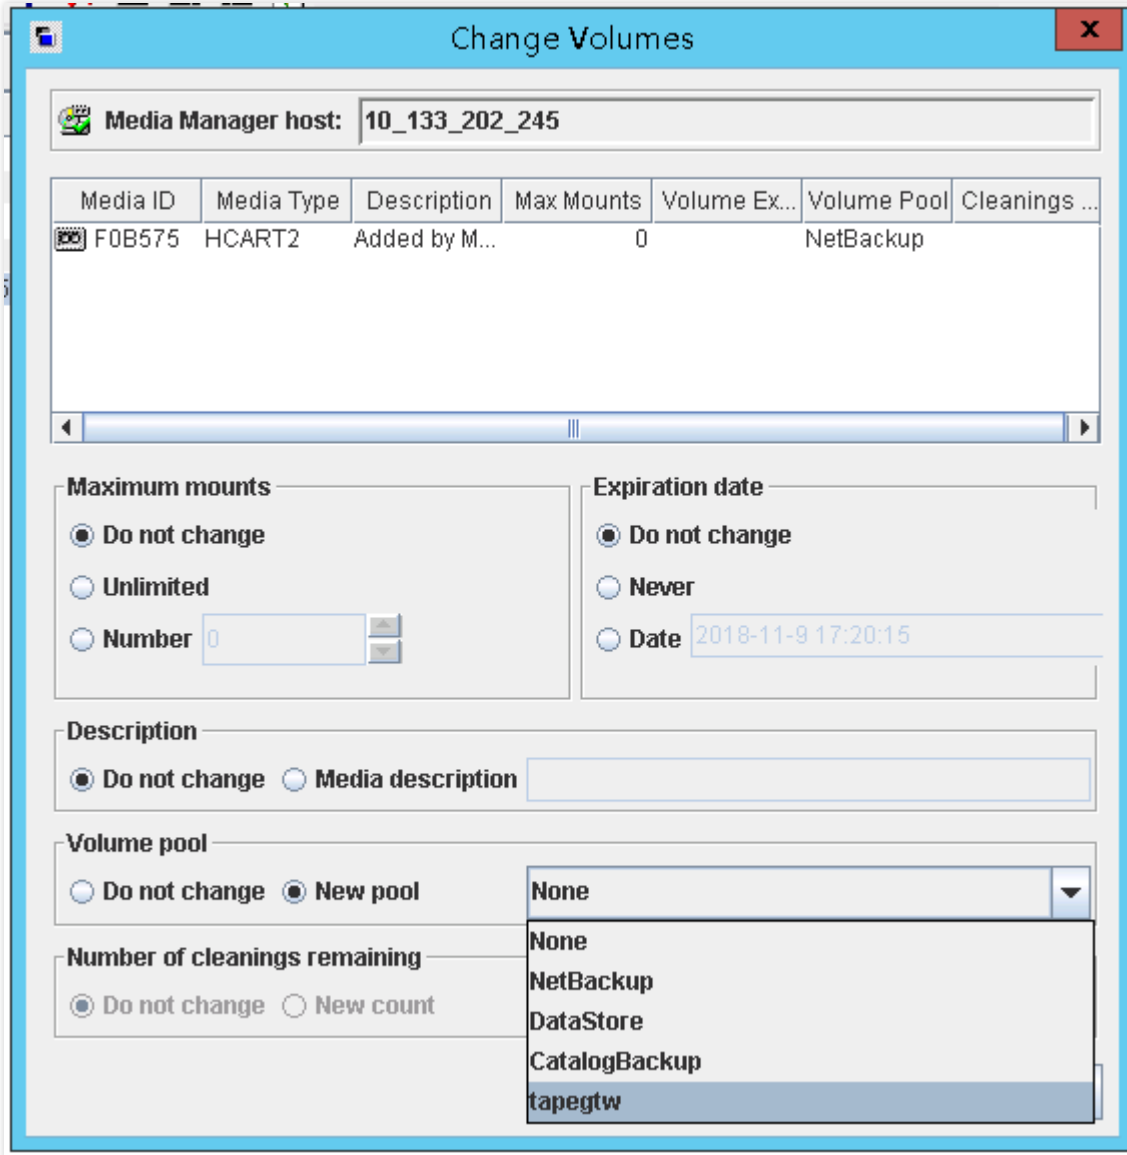 Change Volumes
x
Media Manager host: 10_133_202_245
Media ID Media Type Description Max Mounts Volume Ex... Volume Pool Cleanings ...
F0B575 HCART2 Added by M... 0 NetBackup
Maximum mounts
Do not change
Unlimited
Number 0
Expiration date
Do not change
Never
Date 2018-11-9 17:20:15
Description
Do not change Media description
Volume pool
Do not change New pool None
None
NetBackup
DataStore
CatalogBackup
tapegtw
Number of cleanings remaining
Do not change New count